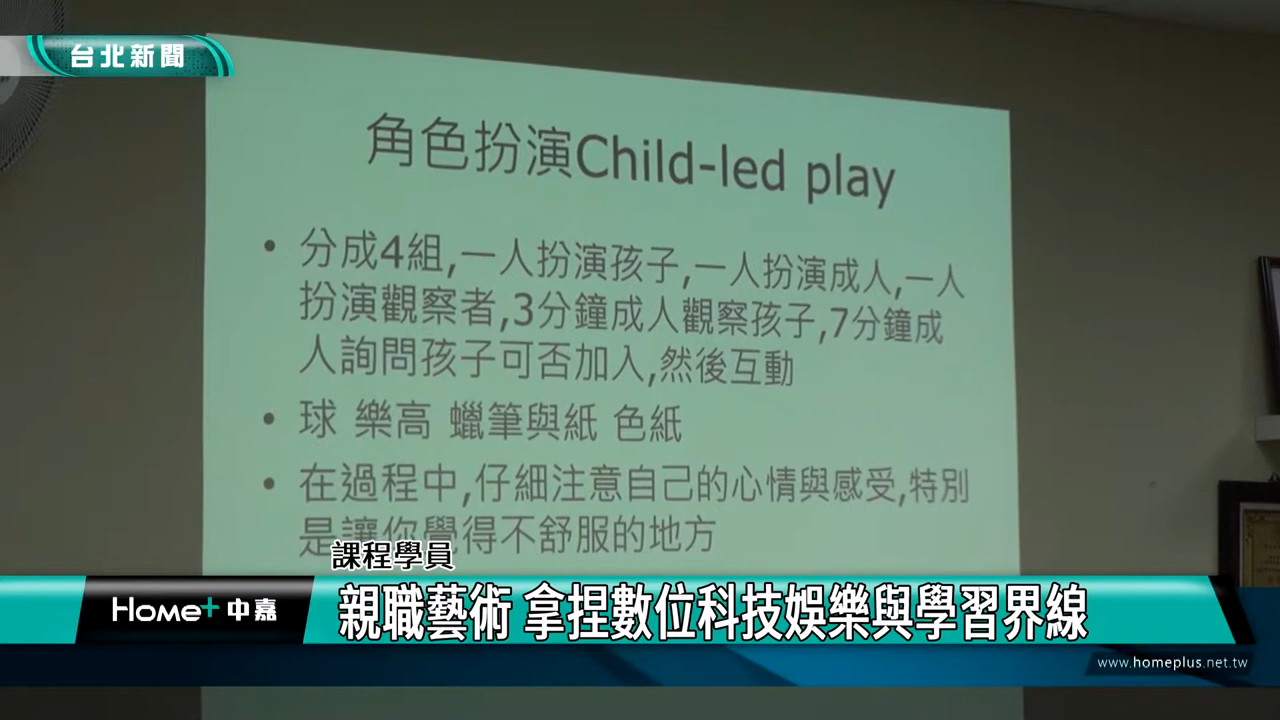 台北新聞
角色扮演Child-led play
• 分成4組,一人扮演孩子,一人扮演成人,一人
扮演觀察者,3分鐘成人觀察孩子,7分鐘成
人詢問孩子可否加入,然後互動
• 球 樂高 蠟筆與紙 色紙
• 在過程中,仔細注意自己的心情與感受,特別
是讓你覺得不舒服的地方
課程學員
Home+中嘉
親職藝術 拿捏數位科技娛樂與學習界線
www.homeplus.net.tw